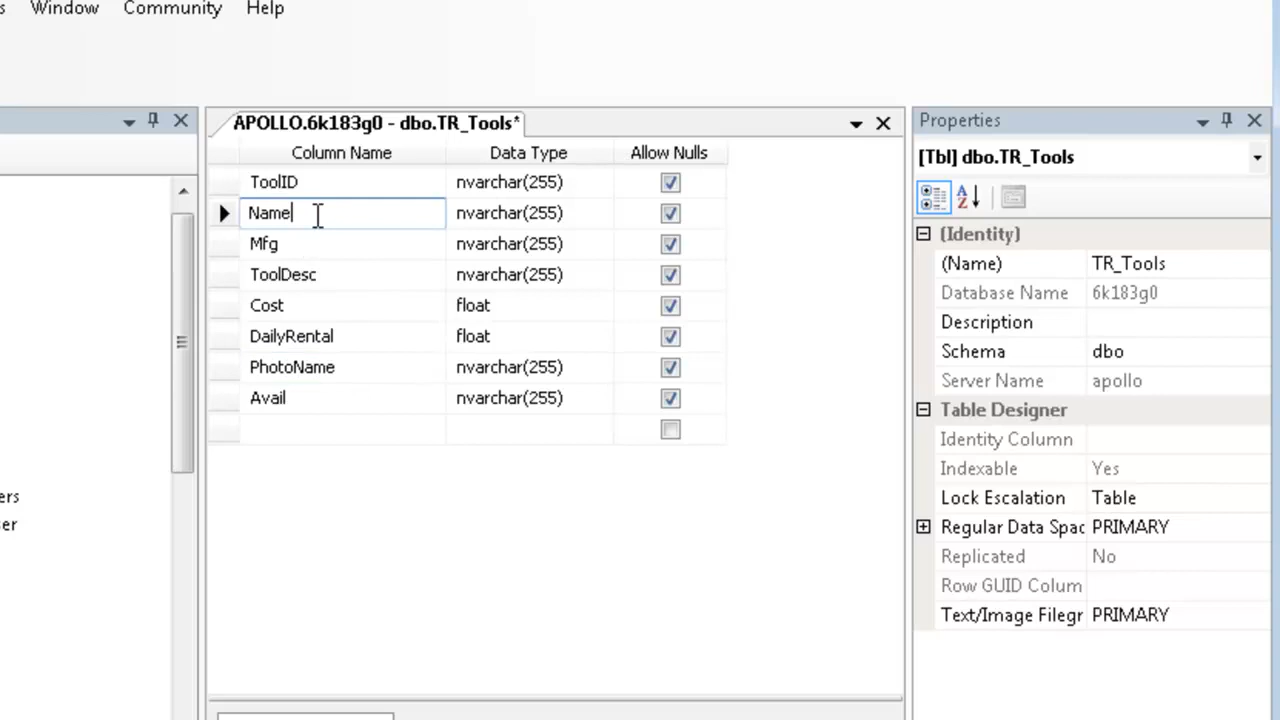 s Window Community Help
APOLLO.6k183g0 - dbo.TR_Tools*
Column Name Data Type Allow Nulls
ToolID nvarchar(255)
Name nvarchar(255)
Mfg nvarchar(255)
ToolDesc nvarchar(255)
Cost float
DailyRental float
PhotoName nvarchar(255)
Avail nvarchar(255)
ers
ser
Properties
[Tbl] dbo.TR_Tools
(Identity)
(Name) TR_Tools
Database Name 6k183g0
Description
Schema dbo
Server Name apollo
Table Designer
Identity Column
Indexable Yes
Lock Escalation Table
Regular Data Spac PRIMARY
Replicated No
Row GUID Colum
Text/Image Filegr PRIMARY